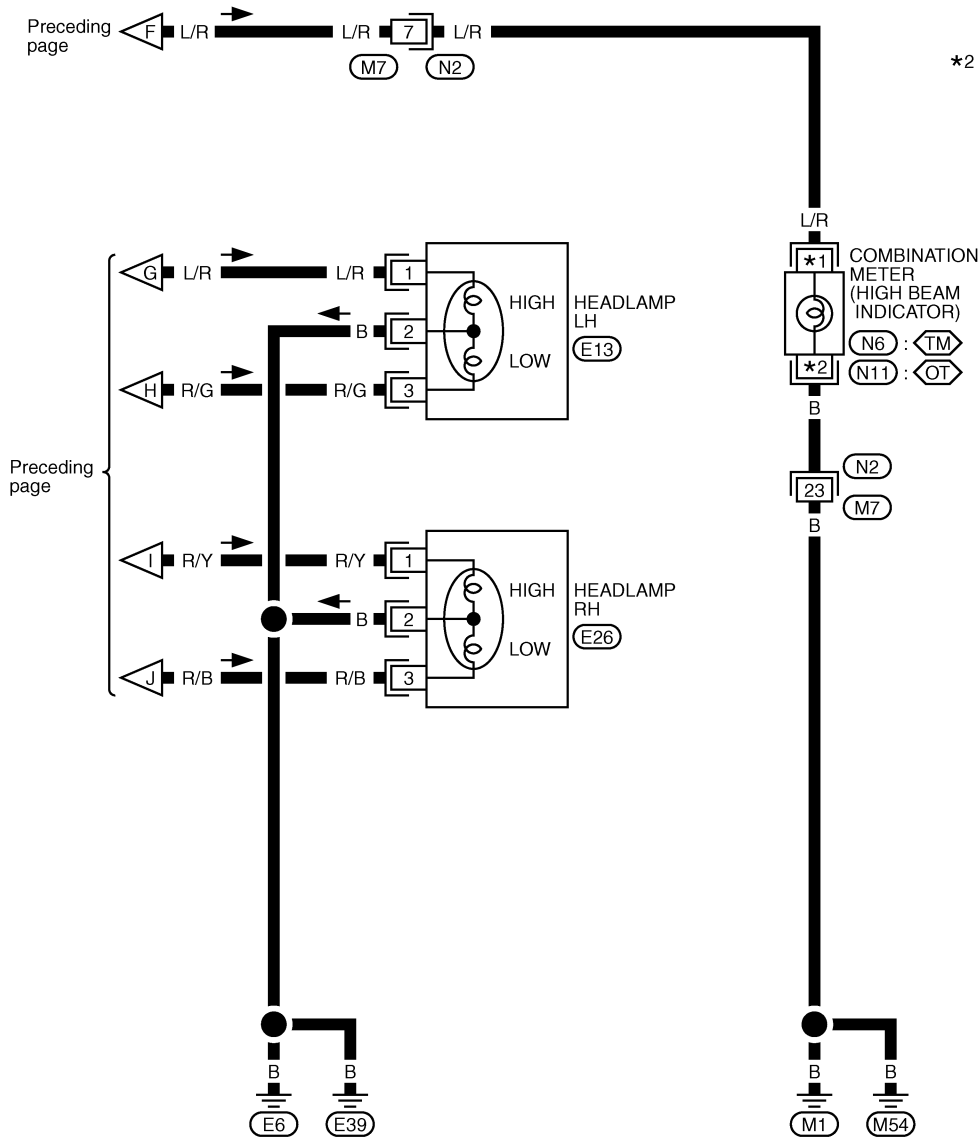 Preceding
page
F L/R L/R 7 L/R
M7 N2
*2
L/R
G L/R L/R 1
HIGH
B 2
LOW
H R/G R/G 3
HEADLAMP
LH
E13
*1
COMBINATION
METER
(HIGH BEAM
INDICATOR)
N6 : TM
*2
N11 : OT
B
Preceding
page
N2
23
M7
B
I R/Y R/Y 1
HIGH
B 2
LOW
J R/B R/B 3
HEADLAMP
RH
E26
B B B B
E6 E39 M1 M54